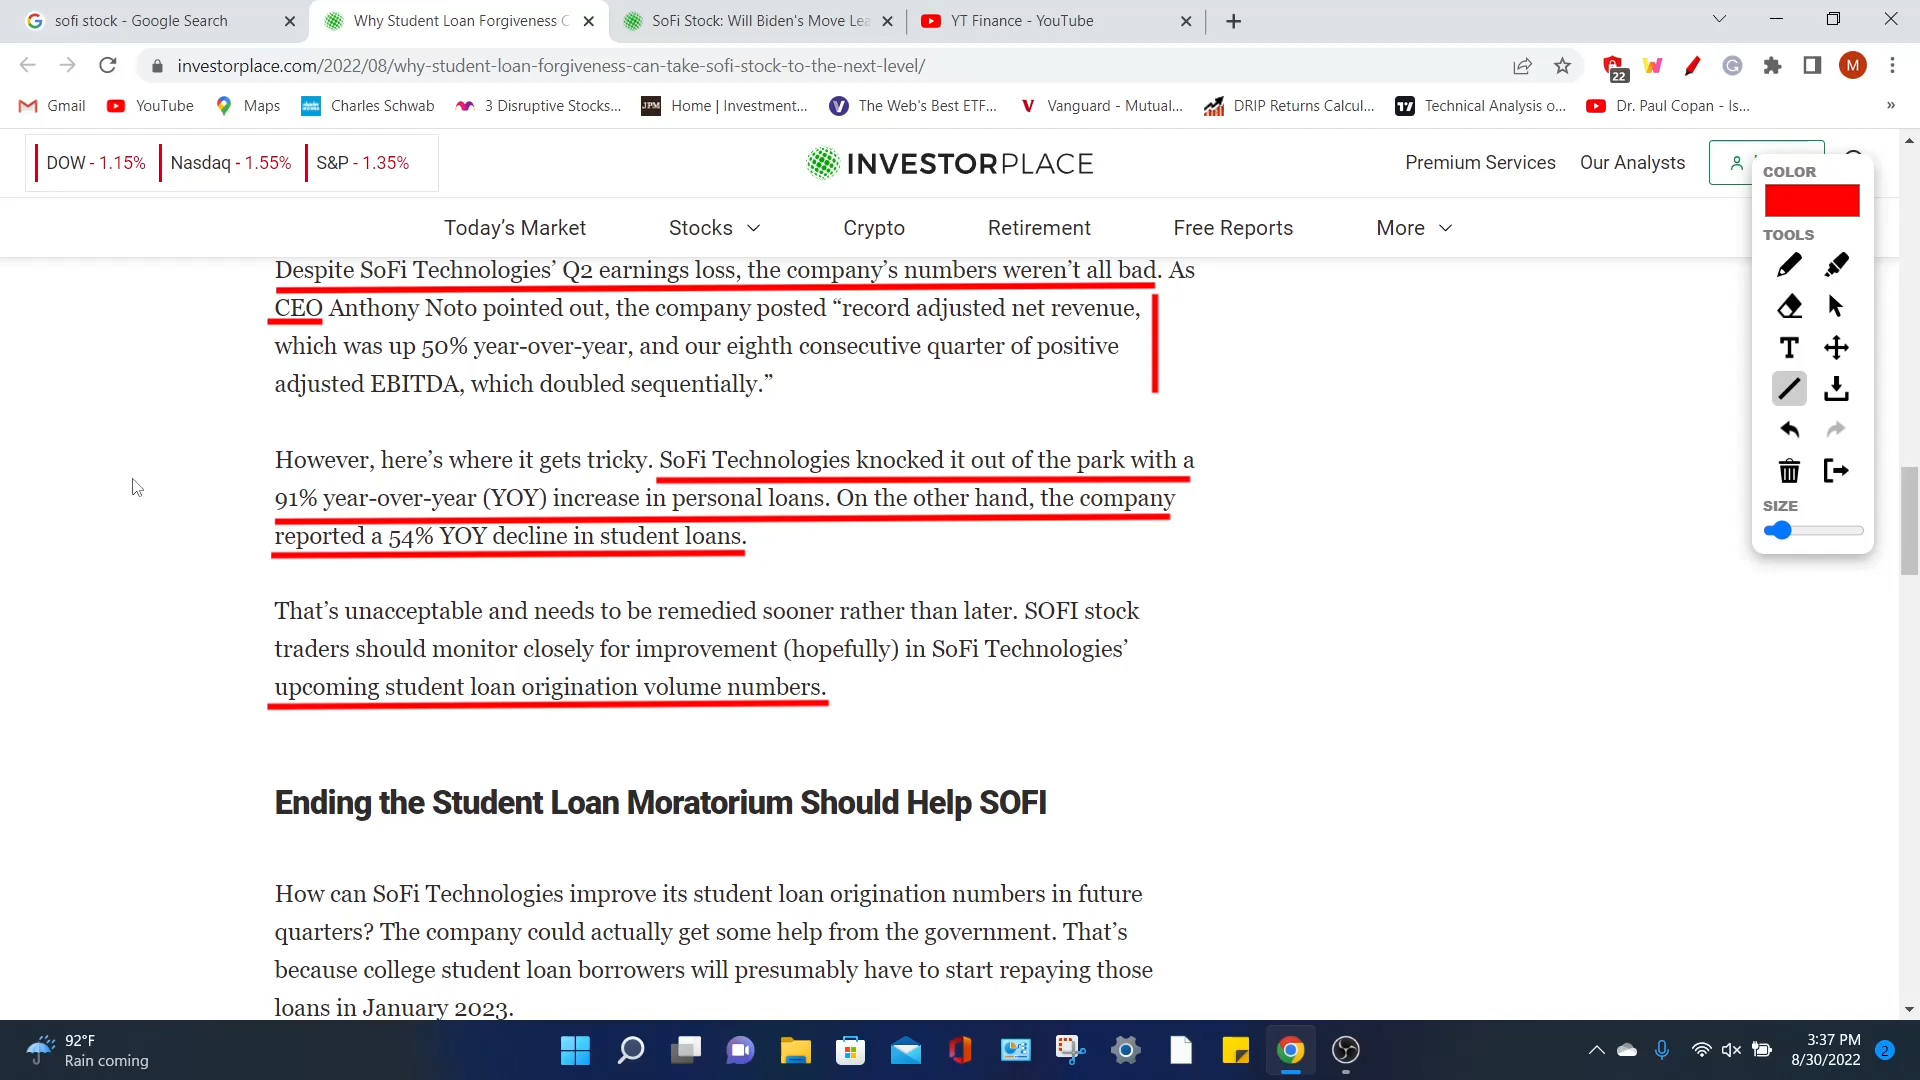 sofi stock - Google Search
Why Student Loan Forgiveness C
SoFi Stock: Will Biden's Move Lea
YT Finance - YouTube
investorplace.com/2022/08/why-student-loan-forgiveness-can-take-sofi-stock-to-the-next-level/
22
M
Gmail
YouTube
Maps
Charles Schwab
3 Disruptive Stocks...
JPM
Home | Investment...
The Web's Best ETF...
Vanguard - Mutual...
DRIP Returns Calcul...
Technical Analysis o...
Dr. Paul Copan - Is...
»
DOW - 1.15%
Nasdaq - 1.55%
S&P - 1.35%
INVESTORPLACE
Premium Services
Our Analysts
Today's Market
Stocks
Crypto
Retirement
Free Reports
More
COLOR
TOOLS
T
SIZE
Despite SoFi Technologies' Q2 earnings loss, the company's numbers weren't all bad. As
CEO Anthony Noto pointed out, the company posted “record adjusted net revenue,
which was up 50% year-over-year, and our eighth consecutive quarter of positive
adjusted EBITDA, which doubled sequentially.”
However, here's where it gets tricky. SoFi Technologies knocked it out of the park with a
91% year-over-year (YOY) increase in personal loans. On the other hand, the company
reported a 54% YOY decline in student loans.
That's unacceptable and needs to be remedied sooner rather than later. SOFI stock
traders should monitor closely for improvement (hopefully) in SoFi Technologies'
upcoming student loan origination volume numbers.
Ending the Student Loan Moratorium Should Help SOFI
How can SoFi Technologies improve its student loan origination numbers in future
quarters? The company could actually get some help from the government. That's
because college student loan borrowers will presumably have to start repaying those
loans in January 2023.
92°F
Rain coming
3:37 PM
8/30/2022
2